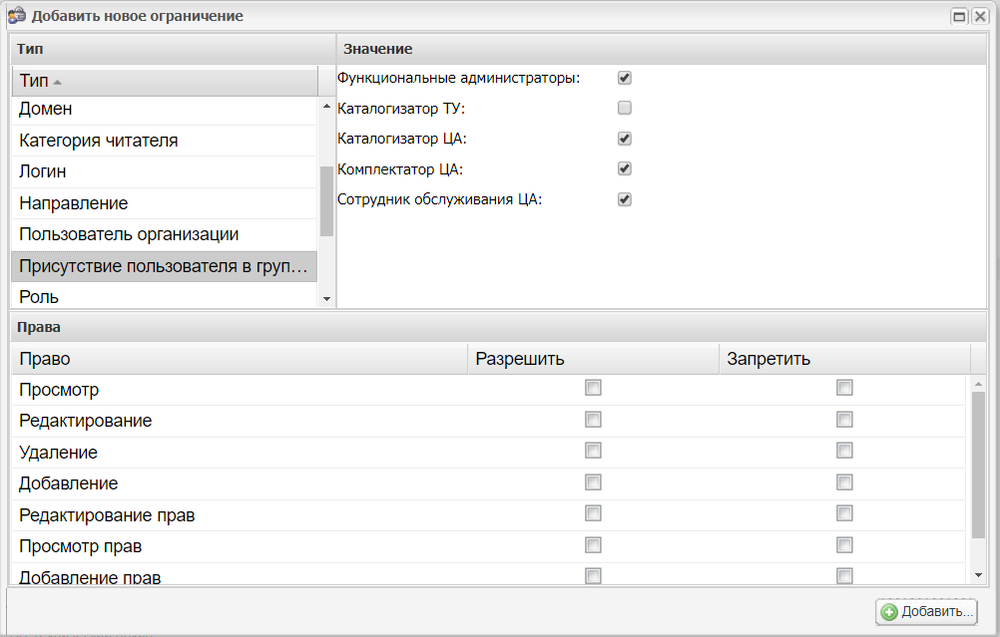 Добавить новое ограничение
Тип
Значение
Тип
Домен
Категория читателя
Логин
Направление
Пользователь организации
Присутствие пользователя в груп...
Роль
Функциональные администраторы:
Каталогизатор ТУ:
Каталогизатор ЦА:
Комплектатор ЦА:
Сотрудник обслуживания ЦА:
Права
Право Разрешить Запретить
Просмотр
Редактирование
Удаление
Добавление
Редактирование прав
Просмотр прав
Добавление прав
Добавить...